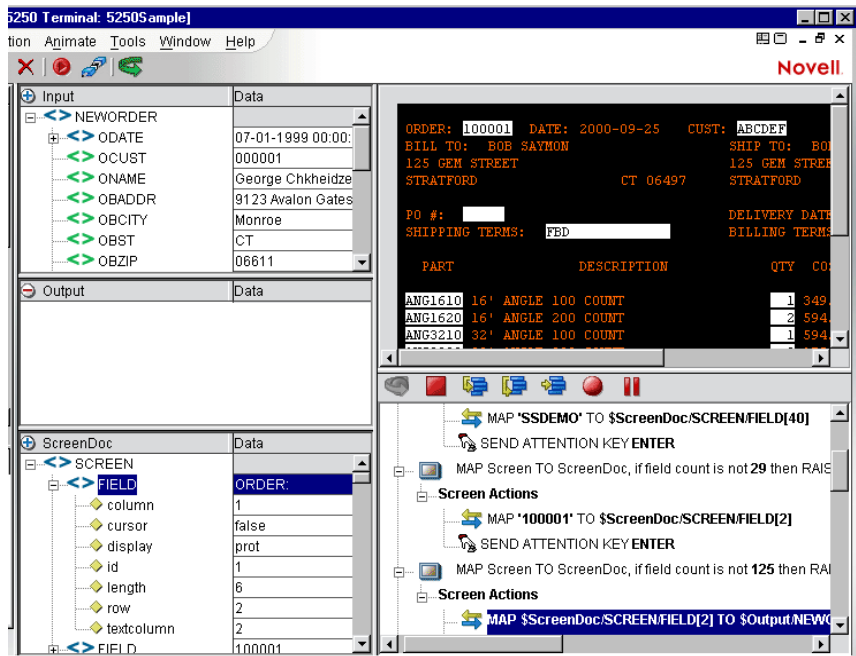 5250 Terminal: 5250Sample]
tion Animate Tools Window Help
Novell
Input Data
NEWORDER
ODATE 07-01-1999 00:00:
OCUST 000001
ONAME George Chkheidze
OBADDR 9123 Avalon Gates
OBCITY Monroe
OBST CT
OBZIP 06611
Output Data
ScreenDoc Data
SCREEN
FIELD ORDER:
column 1
cursor false
display prot
id 1
length 6
row 2
textcolumn 2
FIELD 100001
ORDER: 100001 DATE: 2000-09-25 CUST: ABCDEF
BILL TO: BOB SAYMON SHIP TO: BO
125 GEM STREET 125 GEM STREE
STRATFORD CT 06497 STRATFORD
PO #: DELIVERY DATE
SHIPPING TERMS: FBD BILLING TERMS
PART DESCRIPTION QTY CO
ANG1610 16' ANGLE 100 COUNT 1 349.
ANG1620 16' ANGLE 200 COUNT 2 594.
ANG3210 32' ANGLE 100 COUNT 1 594.
MAP 'SSDEMO' TO $ScreenDoc/SCREEN/FIELD[40]
SEND ATTENTION KEY ENTER
MAP Screen TO ScreenDoc, if field count is not 29 then RAIS
Screen Actions
MAP '100001' TO $ScreenDoc/SCREEN/FIELD[2]
SEND ATTENTION KEY ENTER
MAP Screen TO ScreenDoc, if field count is not 125 then RAI
Screen Actions
MAP $ScreenDoc/SCREEN/FIELD[2] TO $Output/NEWO